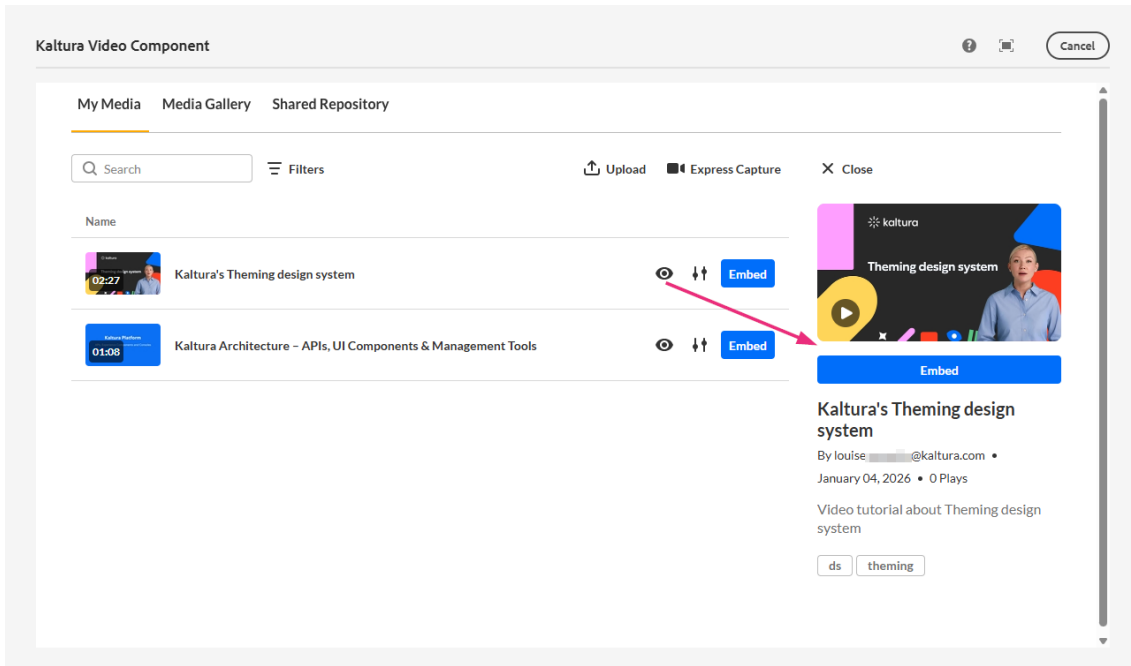 Kaltura Video Component
Cancel
My Media Media Gallery Shared Repository
Search
Filters
Upload
Express Capture
Close
Name
02:27
Kaltura's Theming design system
Embed
01:08
Kaltura Architecture – APIs, UI Components & Management Tools
Embed
kaltura
Theming design system
Embed
Kaltura's Theming design
system
By louise @kaltura.com •
January 04, 2026 • 0 Plays
Video tutorial about Theming design
system
ds theming